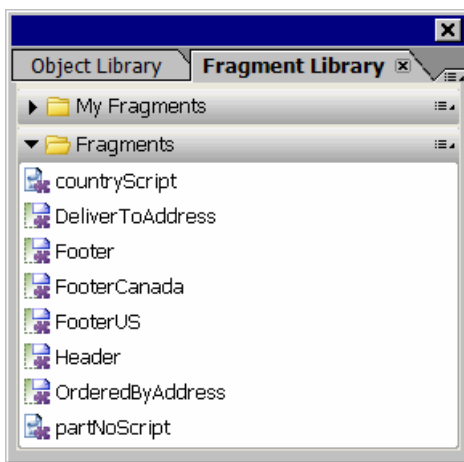 Object Library Fragment Library
My Fragments
Fragments
countryScript
DeliverToAddress
Footer
FooterCanada
FooterUS
Header
OrderedByAddress
partNoScript